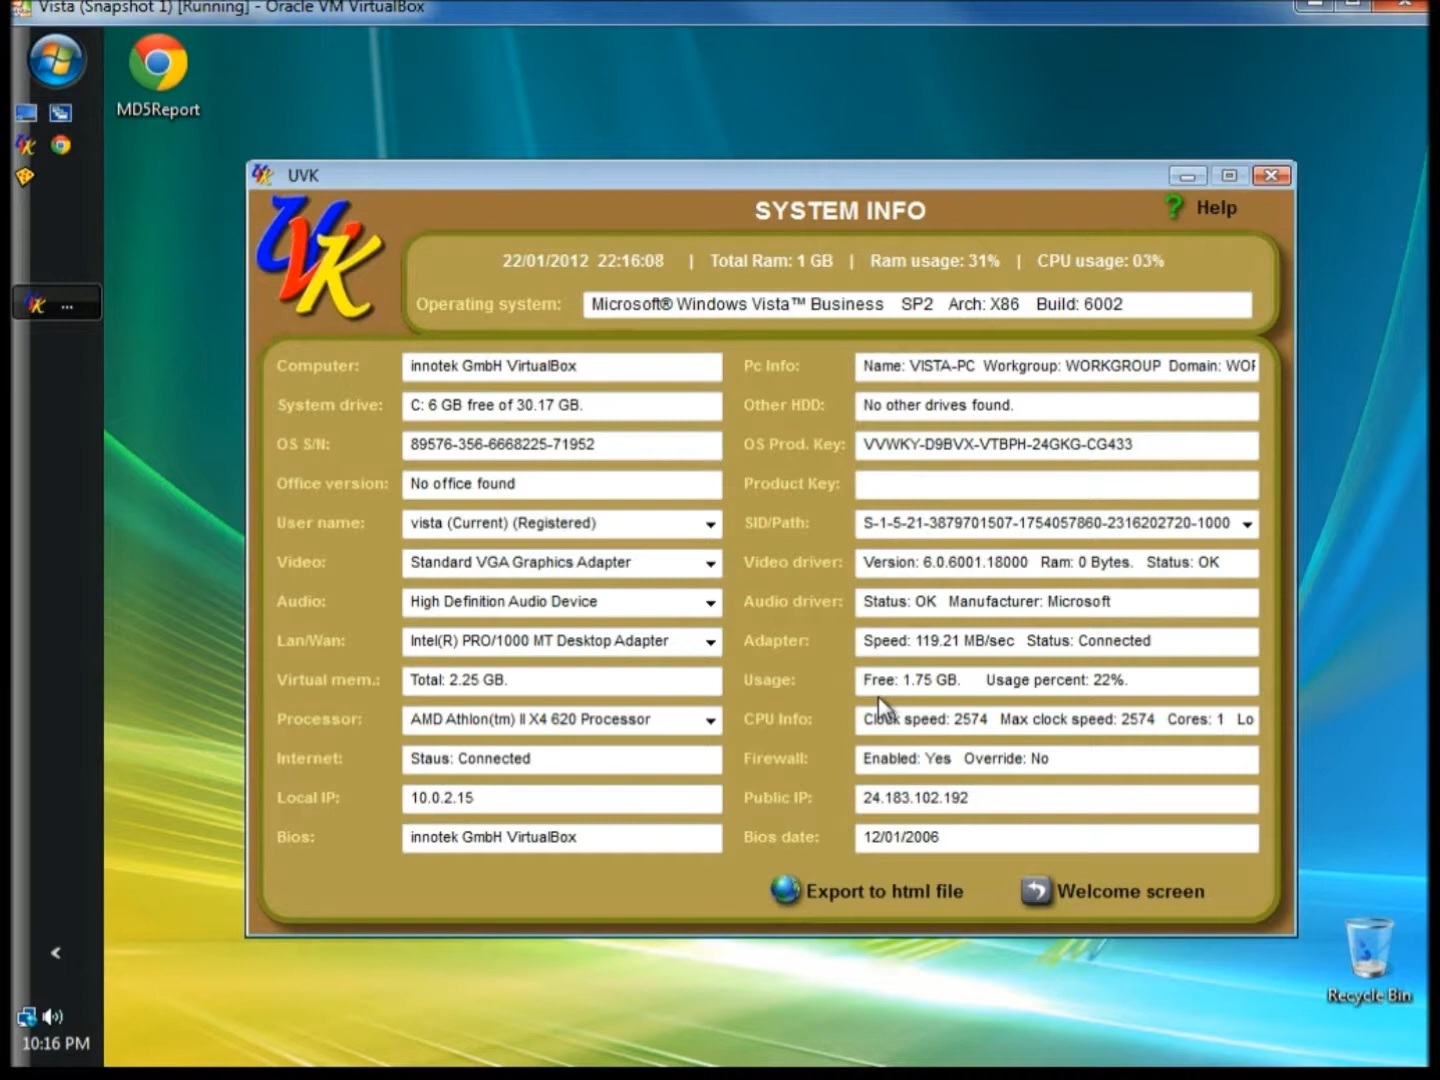 Vista (Snapshot 1) [Running] - Oracle VM VirtualBox
MD5Report
UVK
UVK
SYSTEM INFO
? Help
22/01/2012 22:16:08 | Total Ram: 1 GB | Ram usage: 31% | CPU usage: 03%
Operating system: Microsoft® Windows Vista™ Business SP2 Arch: X86 Build: 6002
Computer: innotek GmbH VirtualBox Pc Info: Name: VISTA-PC Workgroup: WORKGROUP Domain: WOR
System drive: C: 6 GB free of 30.17 GB. Other HDD: No other drives found.
OS S/N: 89576-356-6668225-71952 OS Prod. Key: VVWKY-D9BVX-VTBPH-24GKG-CG433
Office version: No office found Product Key:
User name: vista (Current) (Registered) SID/Path: S-1-5-21-3879701507-1754057860-2316202720-1000
Video: Standard VGA Graphics Adapter Video driver: Version: 6.0.6001.18000 Ram: 0 Bytes. Status: OK
Audio: High Definition Audio Device Audio driver: Status: OK Manufacturer: Microsoft
Lan/Wan: Intel(R) PRO/1000 MT Desktop Adapter Adapter: Speed: 119.21 MB/sec Status: Connected
Virtual mem.: Total: 2.25 GB. Usage: Free: 1.75 GB. Usage percent: 22%.
Processor: AMD Athlon(tm) II X4 620 Processor CPU Info: Clock speed: 2574 Max clock speed: 2574 Cores: 1 Lo
Internet: Staus: Connected Firewall: Enabled: Yes Override: No
Local IP: 10.0.2.15 Public IP: 24.183.102.192
Bios: innotek GmbH VirtualBox Bios date: 12/01/2006
Export to html file Welcome screen
Recycle Bin
10:16 PM